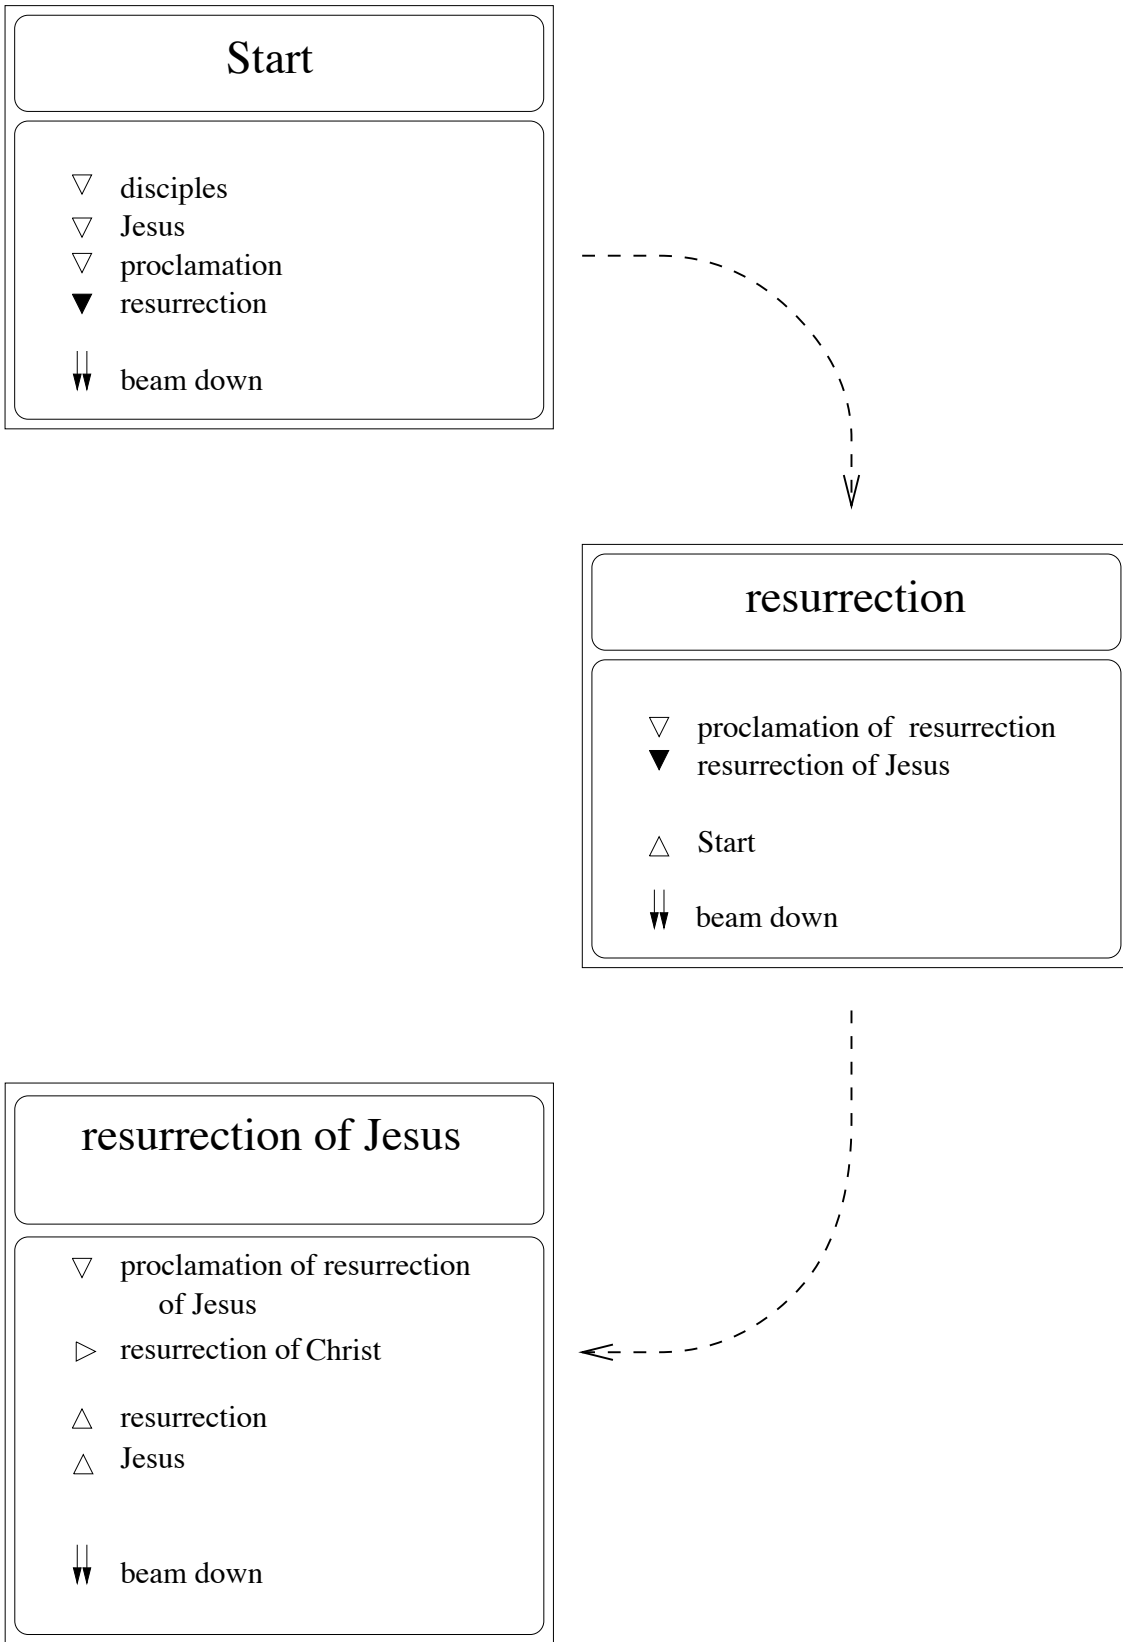 Start
disciples
Jesus
proclamation
resurrection
beam down
resurrection
proclamation of resurrection
resurrection of Jesus
Start
beam down
resurrection of Jesus
proclamation of resurrection
of Jesus
resurrection of Christ
resurrection
Jesus
beam down